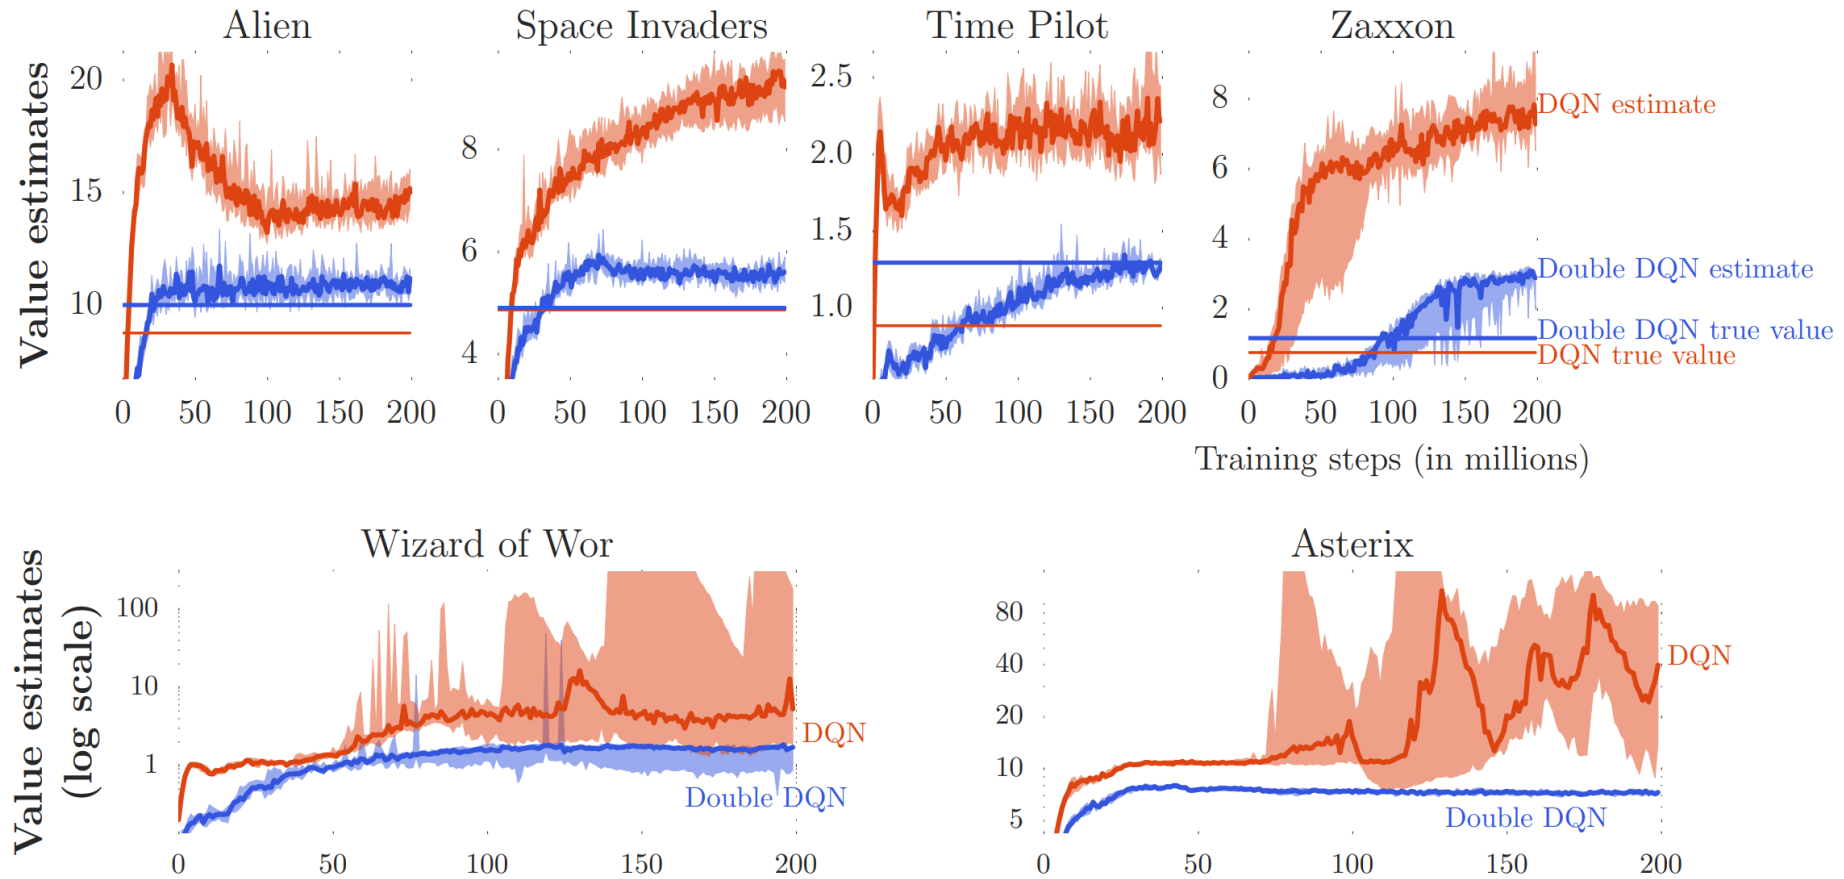 Alien
Space Invaders
Time Pilot
Zaxxon
Value estimates
20
15
10
0 50 100 150 200
8
6
4
0 50 100 150 200
2.5
2.0
1.5
1.0
0 50 100 150 200
8
6
4
2
0
0 50 100 150 200
DQN estimate
Double DQN estimate
Double DQN true value
DQN true value
Training steps (in millions)
Wizard of Wor
Asterix
Value estimates
(log scale)
100
10
1
0 50 100 150 200
DQN
Double DQN
80
40
20
10
5
0 50 100 150 200
DQN
Double DQN